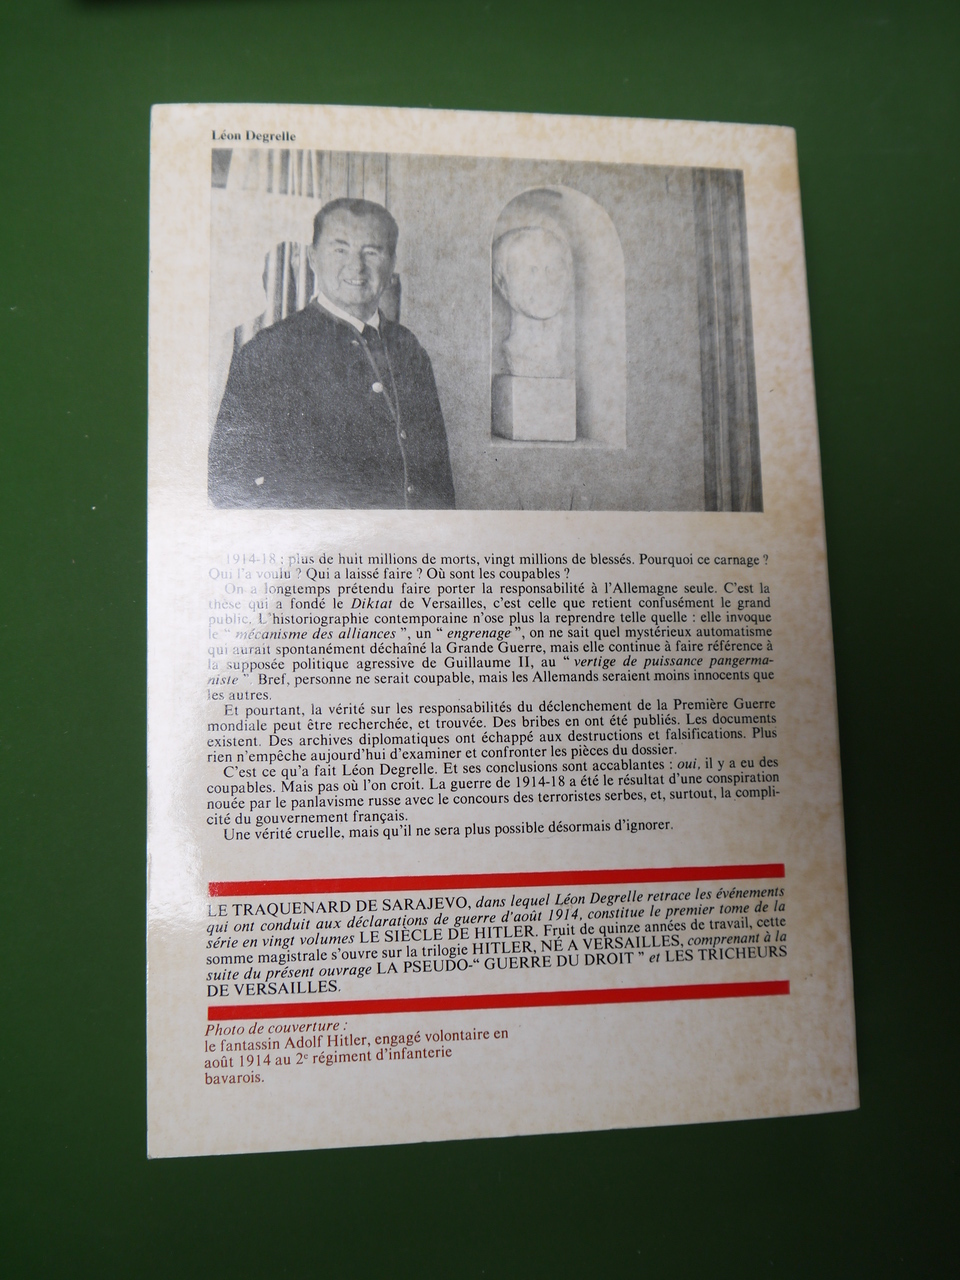 Léon Degrelle
1914-18 : plus de huit millions de morts, vingt millions de blessés. Pourquoi ce carnage ?
Qui l'a voulu ? Qui a laissé faire ? Où sont les coupables ?
On a longtemps prétendu faire porter la responsabilité à l'Allemagne seule. C'est la
thèse qui a fondé le Diktat de Versailles, c'est celle que retient confusément le grand
public. L'historiographie contemporaine n'ose plus la reprendre telle quelle : elle invoque
le " mécanisme des alliances ", un " engrenage ", on ne sait quel mystérieux automatisme
qui aurait spontanément déchaîné la Grande Guerre, mais elle continue à faire référence à
la supposée politique agressive de Guillaume II, au " vertige de puissance pangerma-
niste ". Bref, personne ne serait coupable, mais les Allemands seraient moins innocents que
les autres.
Et pourtant, la vérité sur les responsabilités du déclenchement de la Première Guerre
mondiale peut être recherchée, et trouvée. Des bribes en ont été publiés. Les documents
existent. Des archives diplomatiques ont échappé aux destructions et falsifications. Plus
rien n'empêche aujourd'hui d'examiner et confronter les pièces du dossier.
C'est ce qu'a fait Léon Degrelle. Et ses conclusions sont accablantes : oui, il y a eu des
coupables. Mais pas où l'on croit. La guerre de 1914-18 a été le résultat d'une conspiration
nouée par le panlavisme russe avec le concours des terroristes serbes, et, surtout, la compli-
cité du gouvernement français.
Une vérité cruelle, mais qu'il ne sera plus possible désormais d'ignorer.
LE TRAQUENARD DE SARAJEVO, dans lequel Léon Degrelle retrace les événements
qui ont conduit aux déclarations de guerre d'août 1914, constitue le premier tome de la
série en vingt volumes LE SIÈCLE DE HITLER. Fruit de quinze années de travail, cette
somme magistrale s'ouvre sur la trilogie HITLER, NÉ A VERSAILLES, comprenant à la
suite du présent ouvrage LA PSEUDO-" GUERRE DU DROIT " et LES TRICHEURS
DE VERSAILLES.
Photo de couverture :
le fantassin Adolf Hitler, engagé volontaire en
août 1914 au 2e régiment d'infanterie
bavarois.